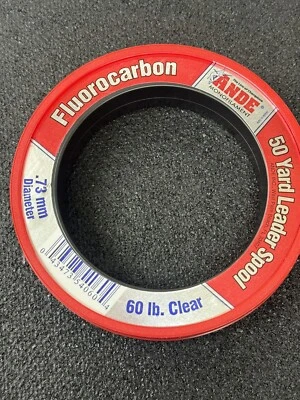 Fluorocarbon
ANDE
MONOFILAMENT
50 Yard Leader Spool
60 lb. Clear
.73 mm
Diameter